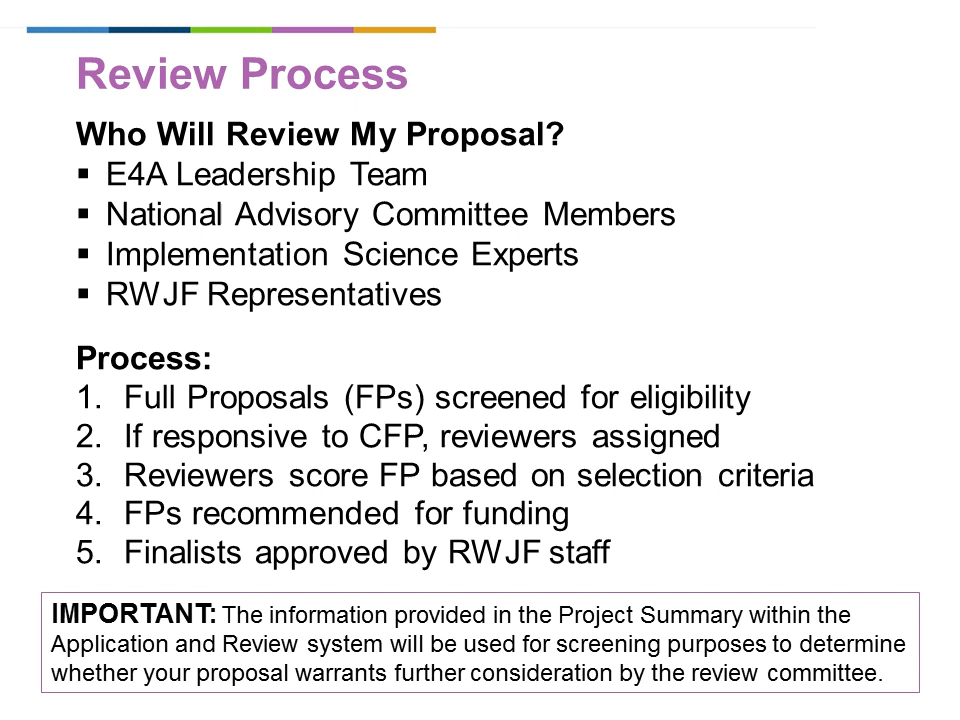 Review Process
Who Will Review My Proposal?
▪ E4A Leadership Team
▪ National Advisory Committee Members
▪ Implementation Science Experts
▪ RWJF Representatives
Process:
1. Full Proposals (FPs) screened for eligibility
2. If responsive to CFP, reviewers assigned
3. Reviewers score FP based on selection criteria
4. FPs recommended for funding
5. Finalists approved by RWJF staff
IMPORTANT: The information provided in the Project Summary within the
Application and Review system will be used for screening purposes to determine
whether your proposal warrants further consideration by the review committee.